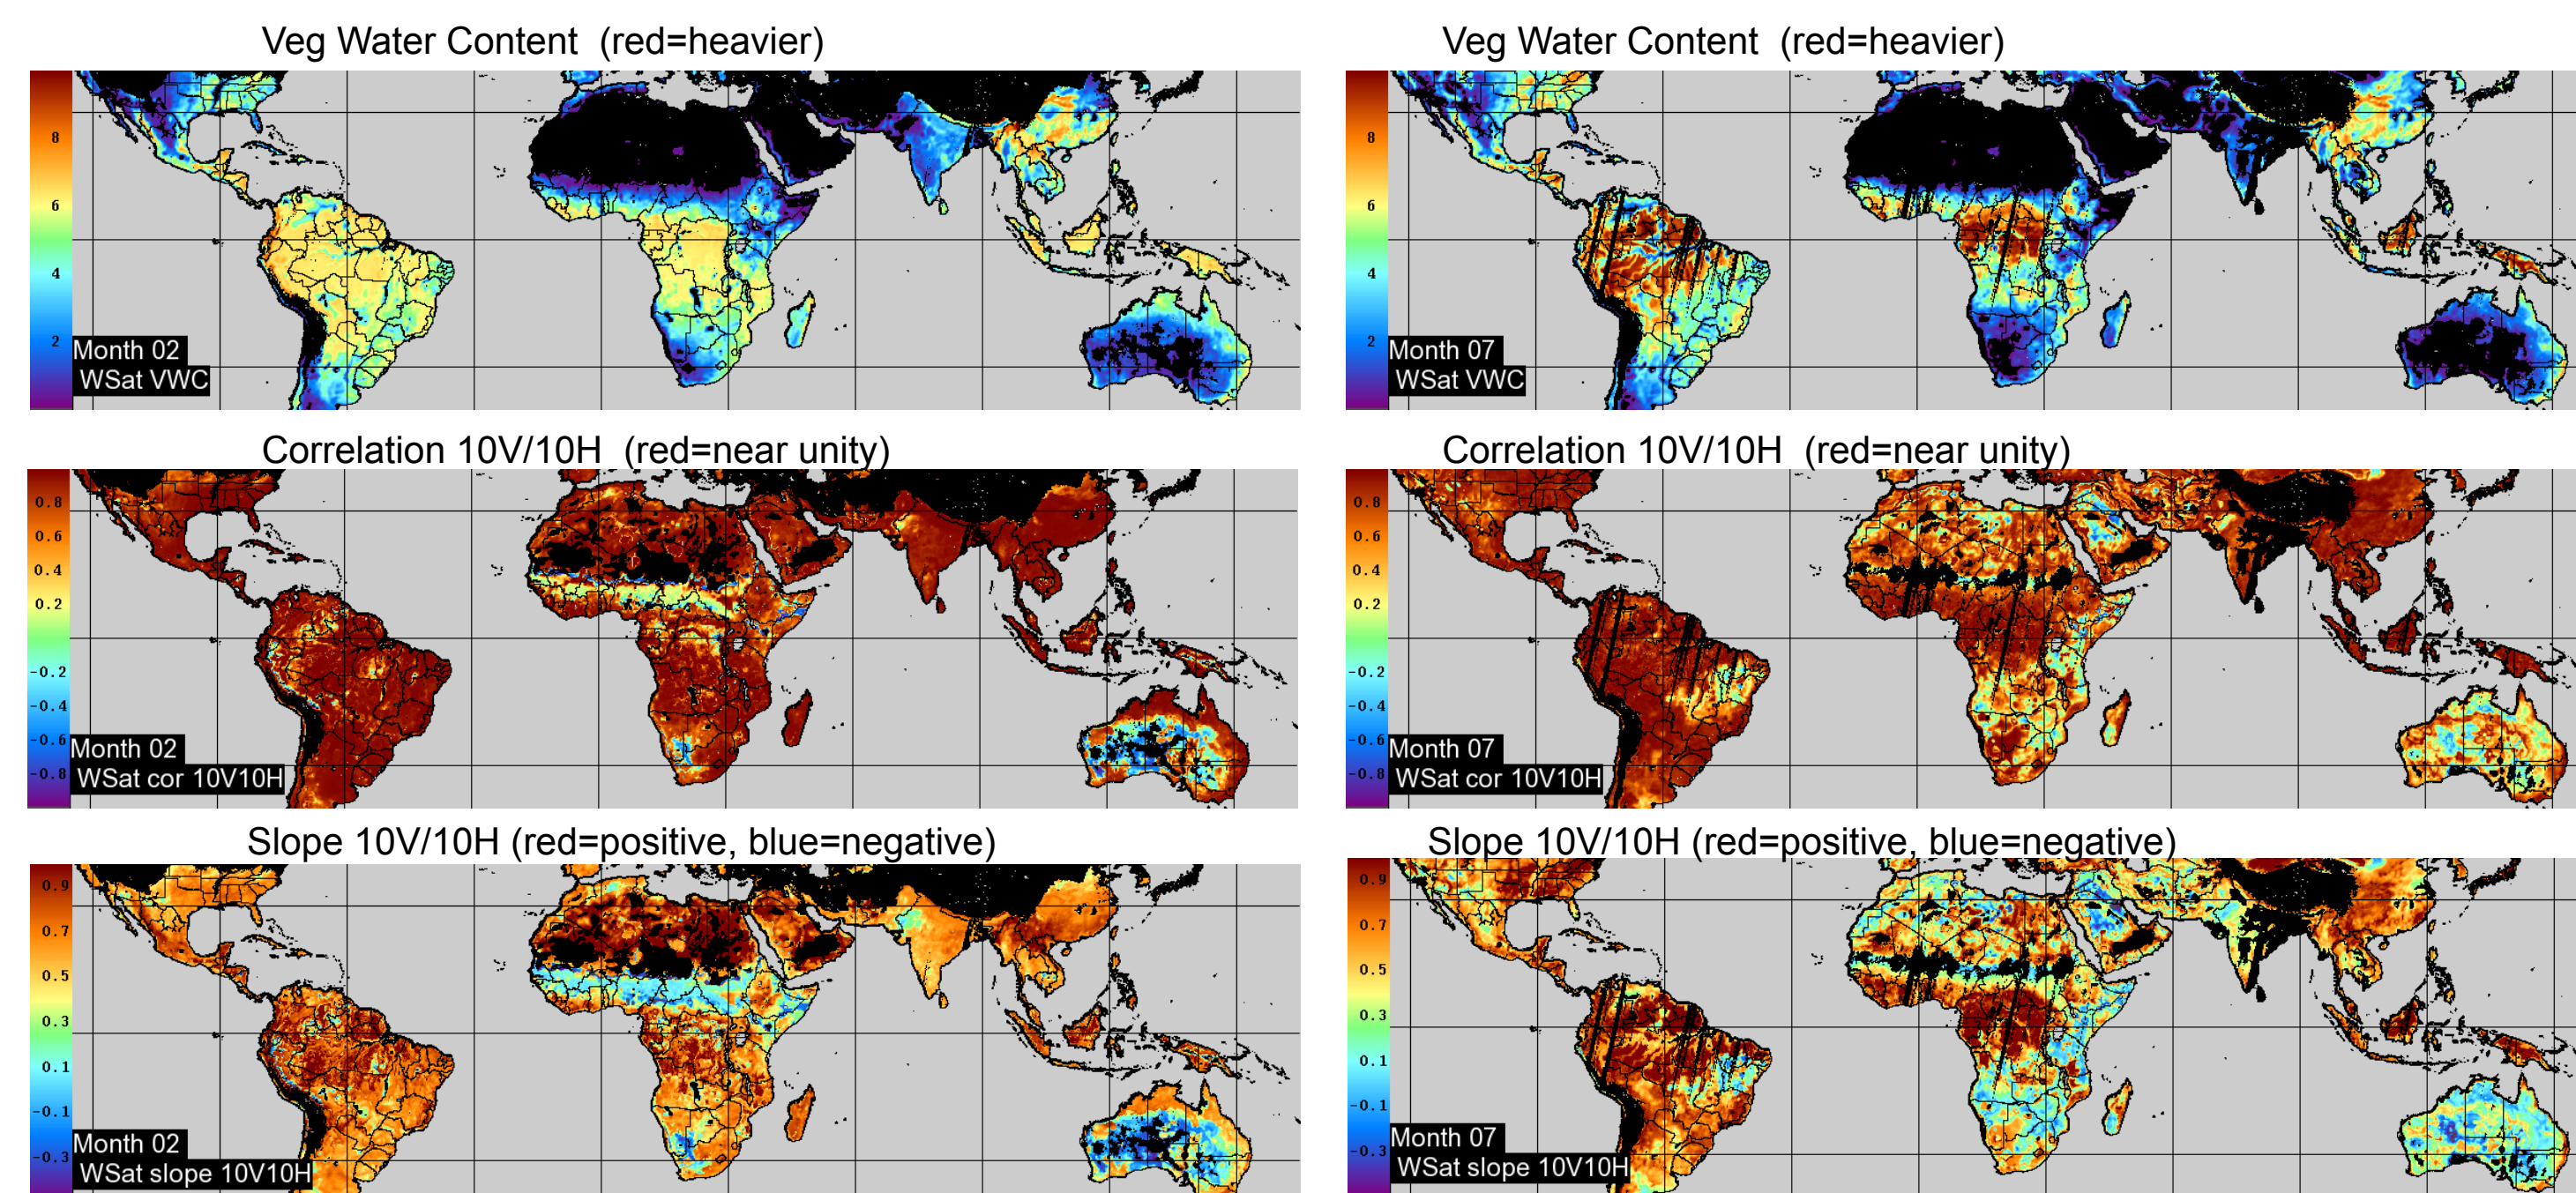 Veg Water Content (red=heavier)
8
6
4
2
Month 02
WSat VWC
Veg Water Content (red=heavier)
8
6
4
2
Month 07
WSat VWC
Correlation 10V/10H (red=near unity)
0.8
0.6
0.4
0.2
-0.2
-0.4
-0.6
-0.8
Month 02
WSat cor 10V10H
Correlation 10V/10H (red=near unity)
0.8
0.6
0.4
0.2
-0.2
-0.4
-0.6
-0.8
Month 07
WSat cor 10V10H
Slope 10V/10H (red=positive, blue=negative)
0.9
0.7
0.5
0.3
0.1
-0.1
-0.3
Month 02
WSat slope 10V10H
Slope 10V/10H (red=positive, blue=negative)
0.9
0.7
0.5
0.3
0.1
-0.1
-0.3
Month 07
WSat slope 10V10H